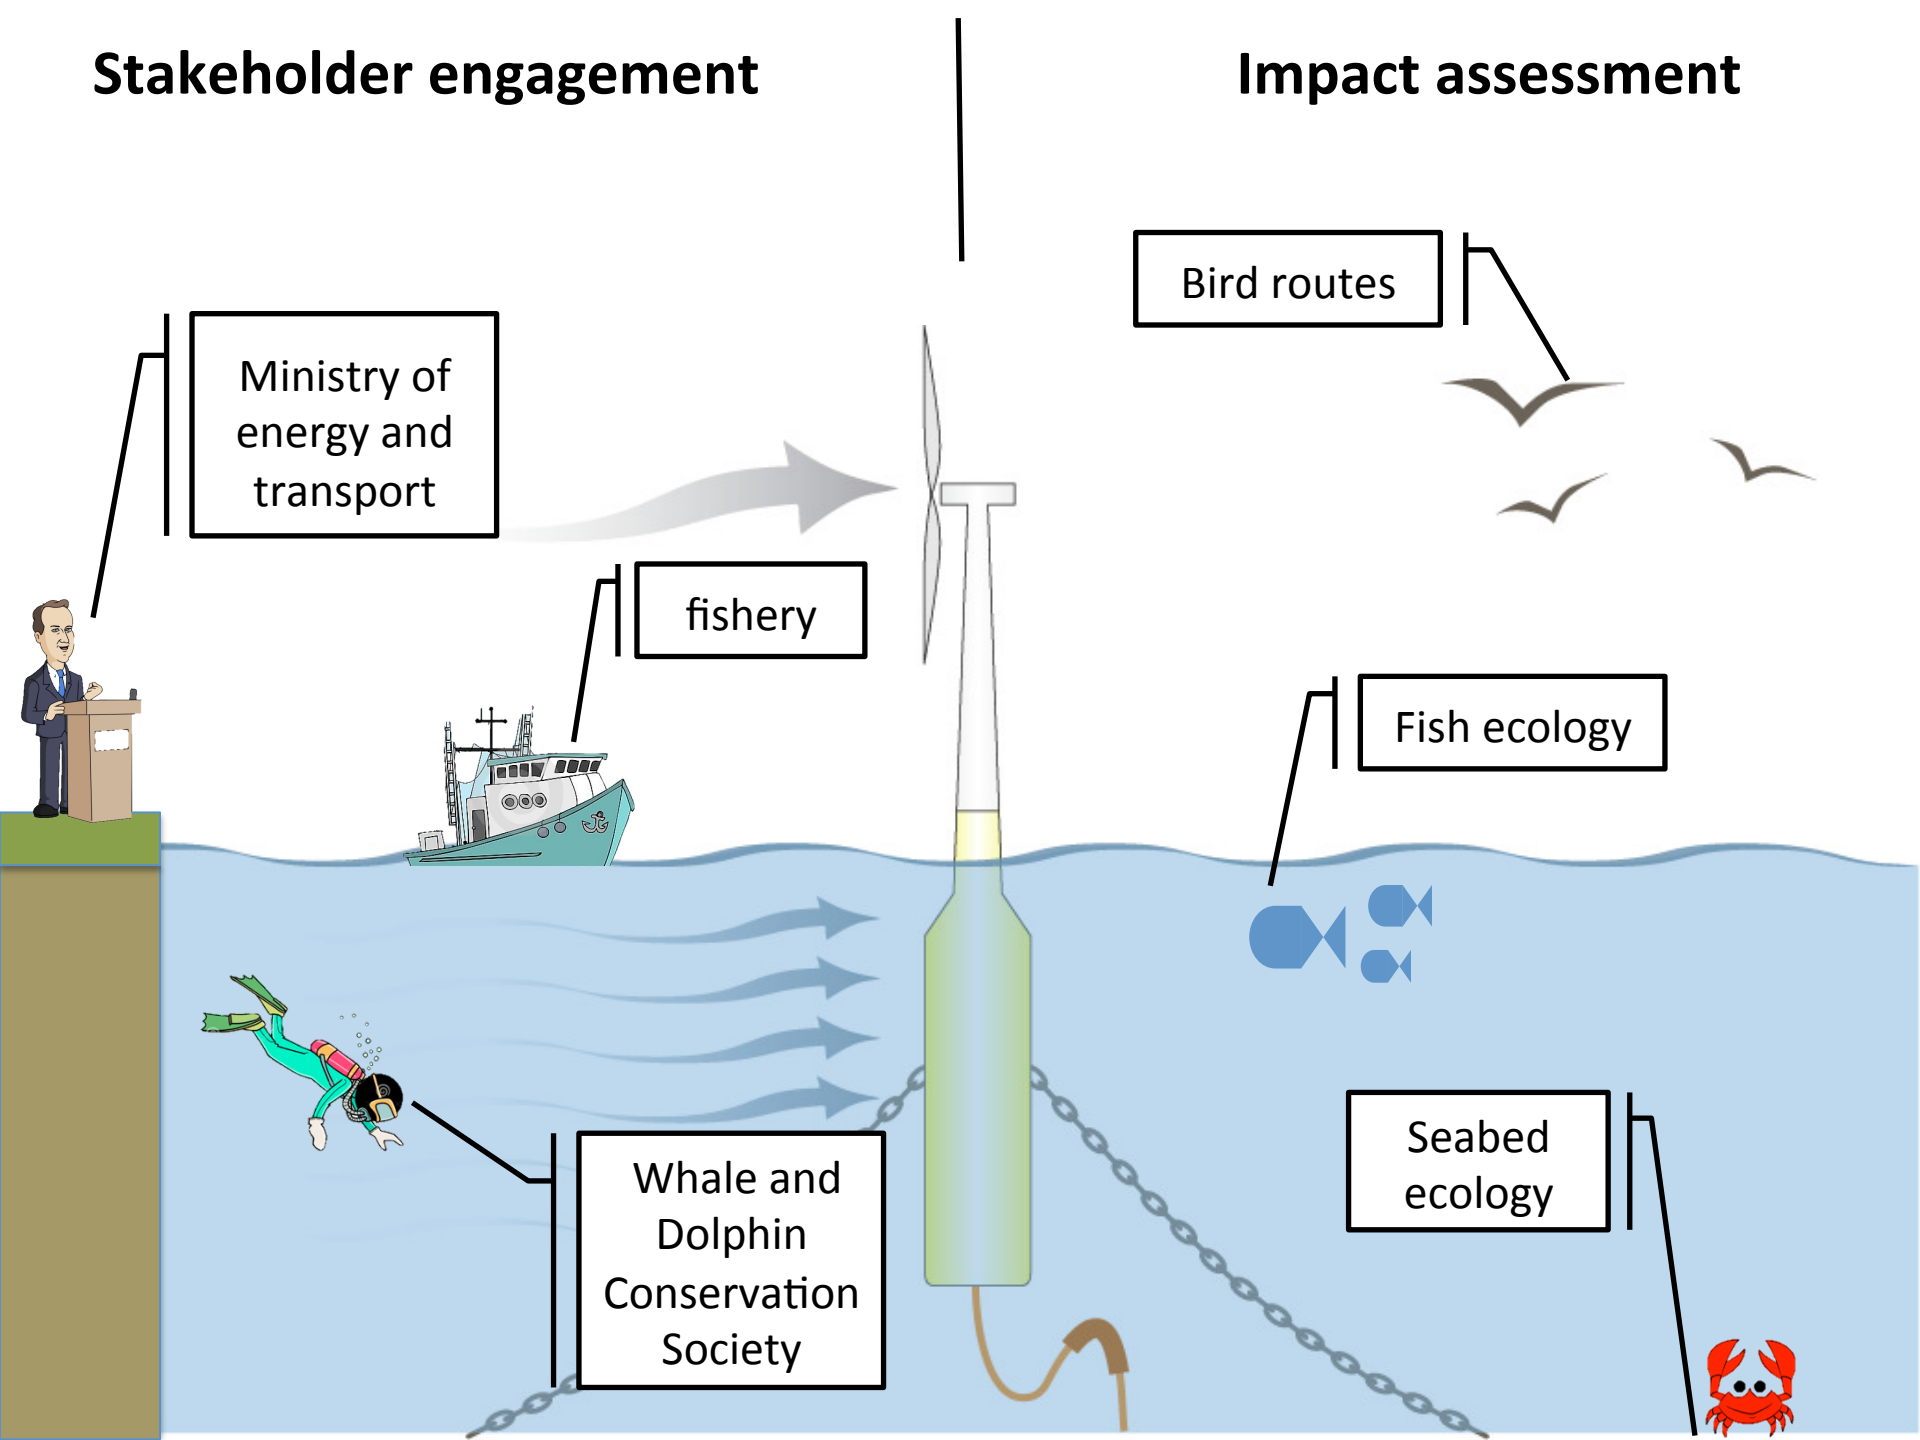 Stakeholder engagement
Impact assessment
Bird routes
Ministry of
energy and
transport
fishery
Fish ecology
Seabed
ecology
Whale and
Dolphin
Conservation
Society